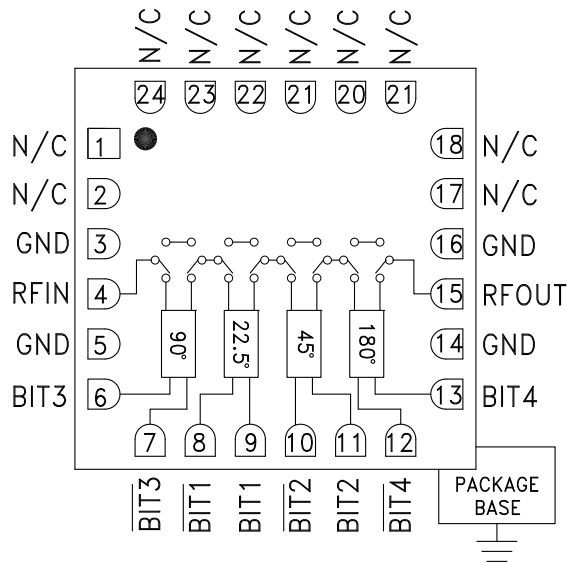 N/C N/C N/C N/C N/C N/C
24 23 22 21 20 21
N/C 1 18 N/C
N/C 2 17 N/C
GND 3 16 GND
RFIN 4 15 RFOUT
90° 22.5° 45° 180°
GND 5 14 GND
BIT3 6 13 BIT4
7 8 9 10 11 12
BIT3 BIT1 BIT1 BIT2 BIT2 BIT4
PACKAGE
BASE